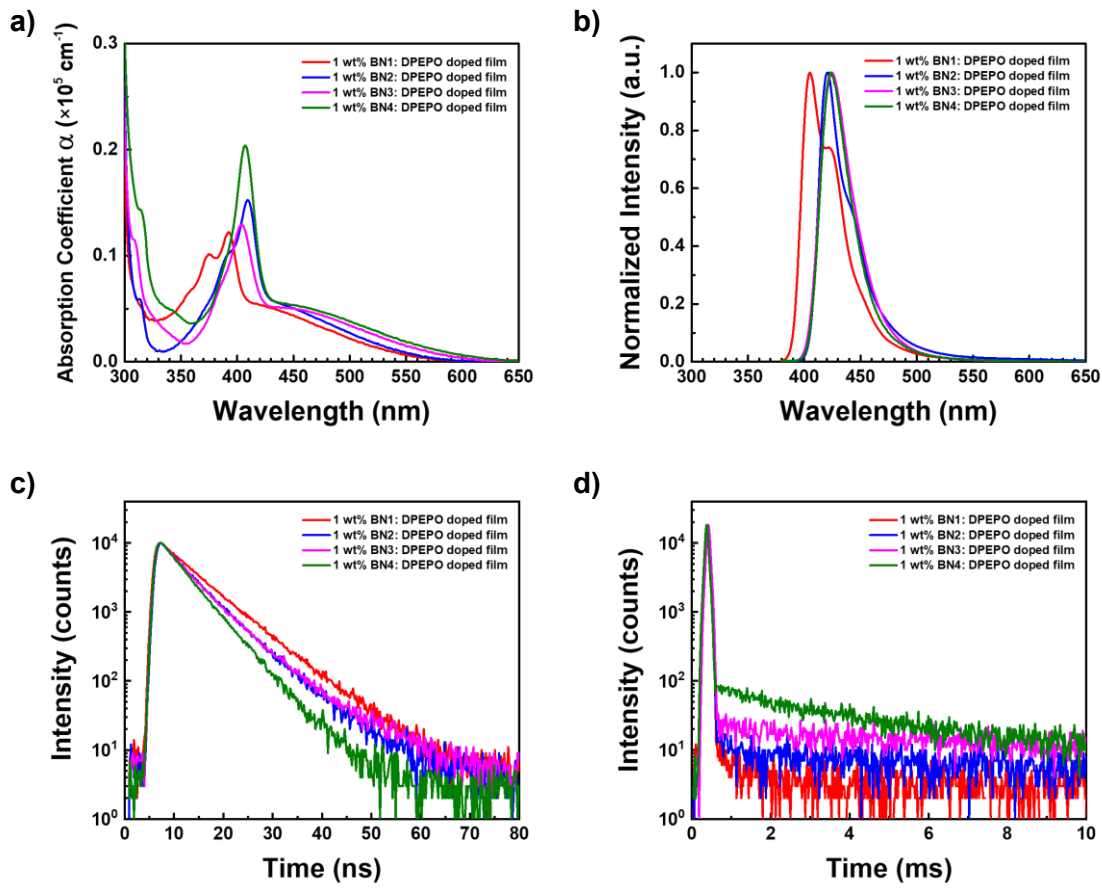 a)
Absorption Coefficient α (×10⁵ cm⁻¹)
0.3
0.2
0.1
0.0
1 wt% BN1: DPEPO doped film
1 wt% BN2: DPEPO doped film
1 wt% BN3: DPEPO doped film
1 wt% BN4: DPEPO doped film
300 350 400 450 500 550 600 650
Wavelength (nm)
b)
Normalized Intensity (a.u.)
1.0
0.8
0.6
0.4
0.2
0.0
1 wt% BN1: DPEPO doped film
1 wt% BN2: DPEPO doped film
1 wt% BN3: DPEPO doped film
1 wt% BN4: DPEPO doped film
300 350 400 450 500 550 600 650
Wavelength (nm)
c)
Intensity (counts)
10⁴
10³
10²
10¹
10⁰
1 wt% BN1: DPEPO doped film
1 wt% BN2: DPEPO doped film
1 wt% BN3: DPEPO doped film
1 wt% BN4: DPEPO doped film
0 10 20 30 40 50 60 70 80
Time (ns)
d)
Intensity (counts)
10⁴
10³
10²
10¹
10⁰
1 wt% BN1: DPEPO doped film
1 wt% BN2: DPEPO doped film
1 wt% BN3: DPEPO doped film
1 wt% BN4: DPEPO doped film
0 2 4 6 8 10
Time (ms)